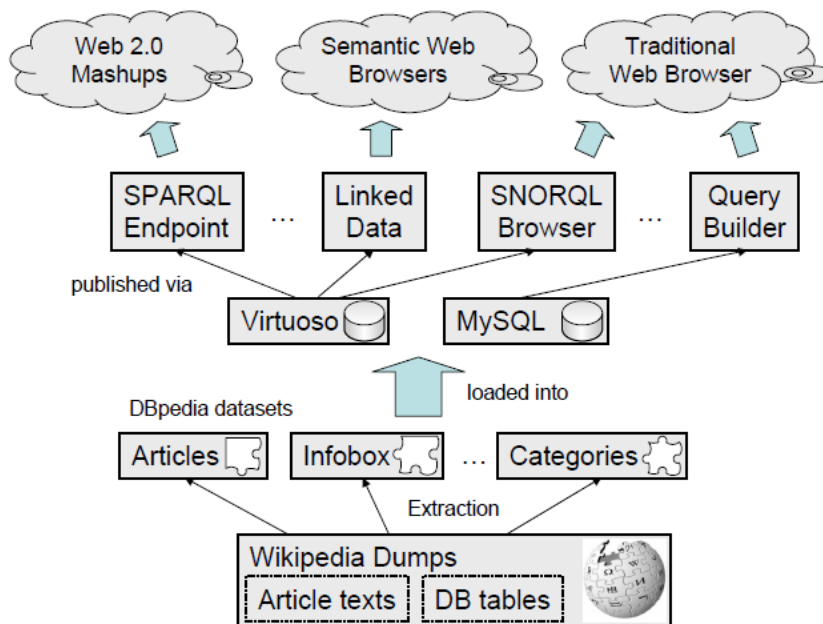 Web 2.0
Mashups
Semantic Web
Browsers
Traditional
Web Browser
SPARQL
Endpoint
...
Linked
Data
SNORQL
Browser
...
Query
Builder
published via
Virtuoso
MySQL
loaded into
DBpedia datasets
Articles
Infobox
...
Categories
Extraction
Wikipedia Dumps
Article texts
DB tables